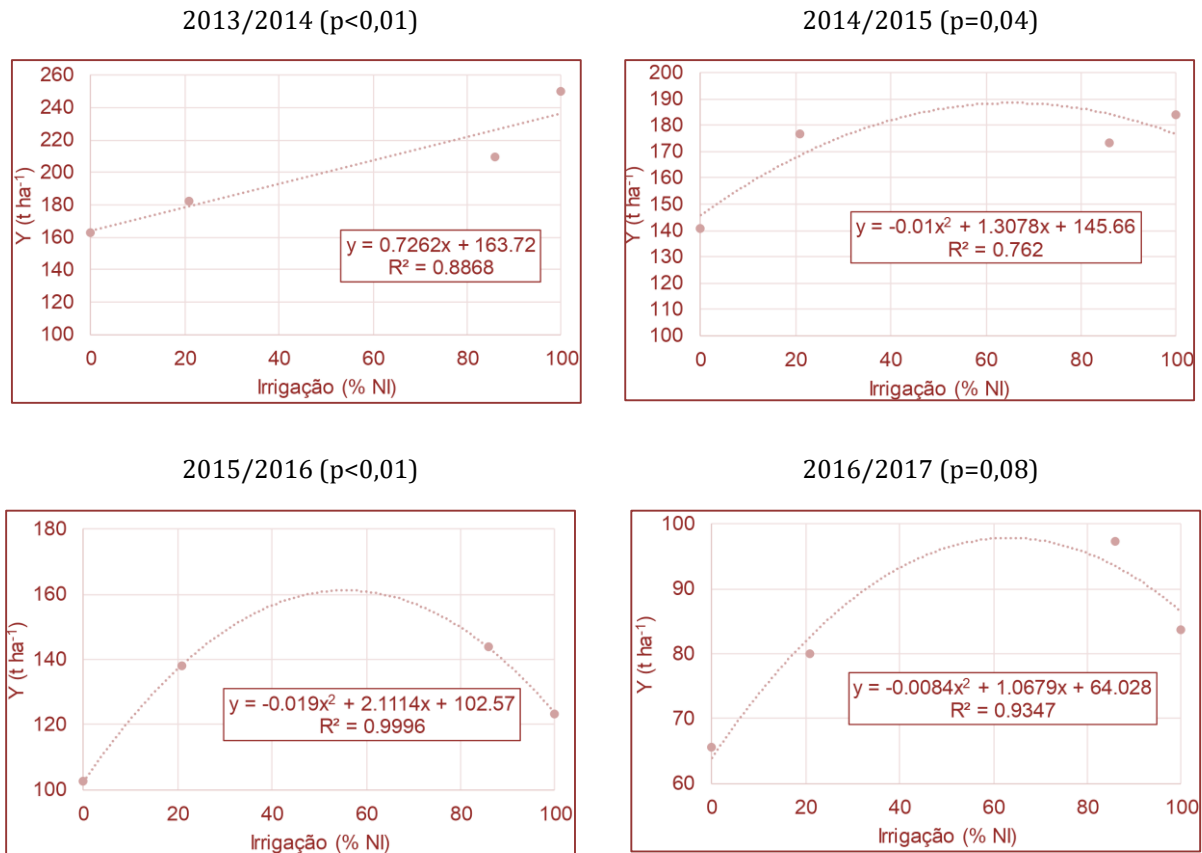 2013/2014 (p<0,01)
260
240
220
200
180
160
140
120
100
Y (t ha⁻¹)
y = 0.7262x + 163.72
R² = 0.8868
0 20 40 60 80 100
Irrigação (% NI)
2014/2015 (p=0,04)
200
190
180
170
160
150
140
130
120
110
100
Y (t ha⁻¹)
y = -0.01x² + 1.3078x + 145.66
R² = 0.762
0 20 40 60 80 100
Irrigação (% NI)
2015/2016 (p<0,01)
180
160
140
120
100
Y (t ha⁻¹)
y = -0.019x² + 2.1114x + 102.57
R² = 0.9996
0 20 40 60 80 100
Irrigação (% NI)
2016/2017 (p=0,08)
100
90
80
70
60
Y (t ha⁻¹)
y = -0.0084x² + 1.0679x + 64.028
R² = 0.9347
0 20 40 60 80 100
Irrigação (% NI)